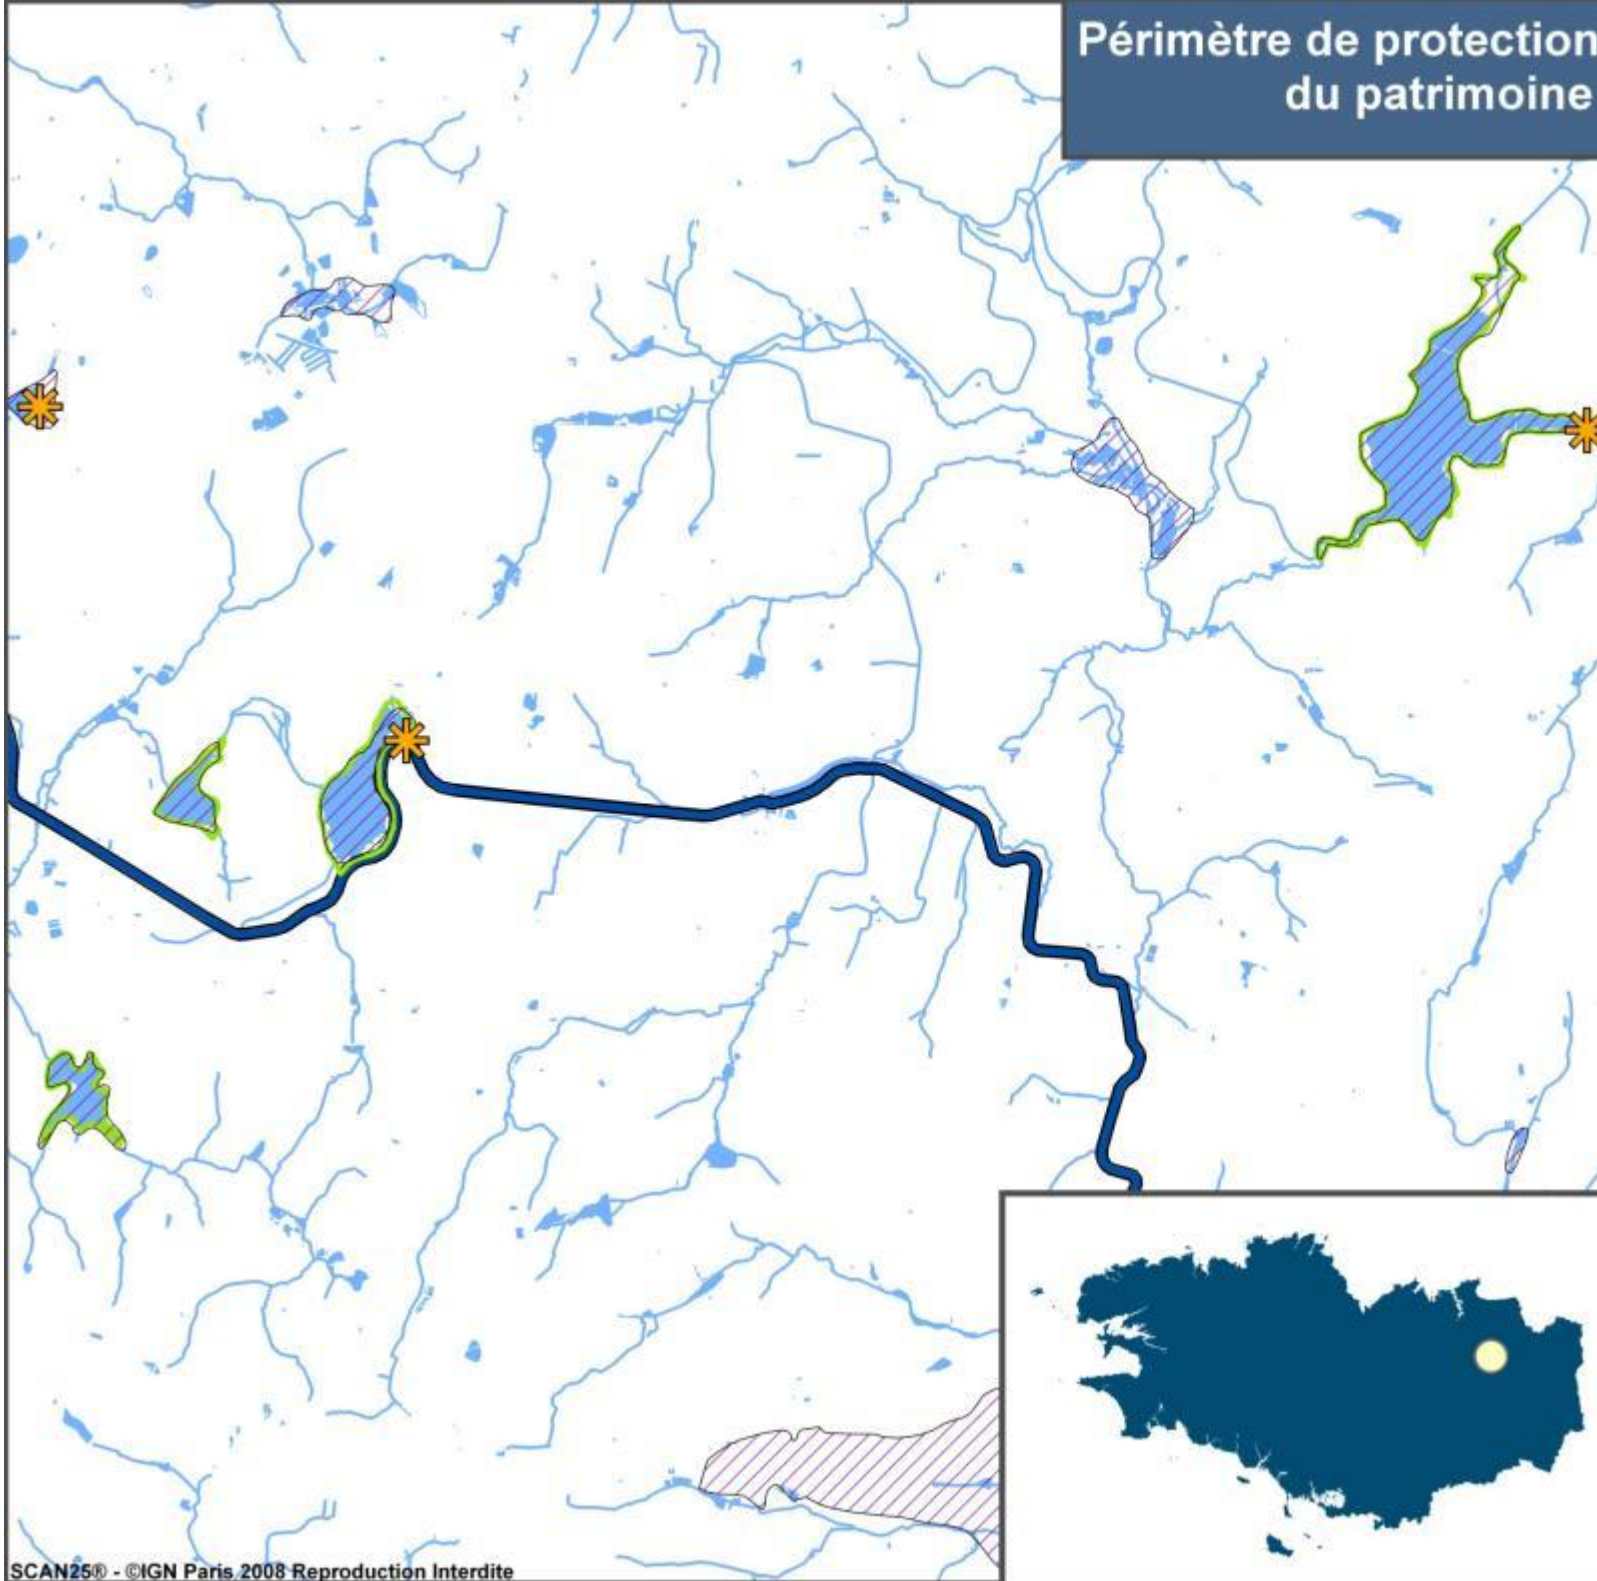 Périmètre de protection
du patrimoine
SCAN25® - ©IGN Paris 2008 Reproduction Interdite